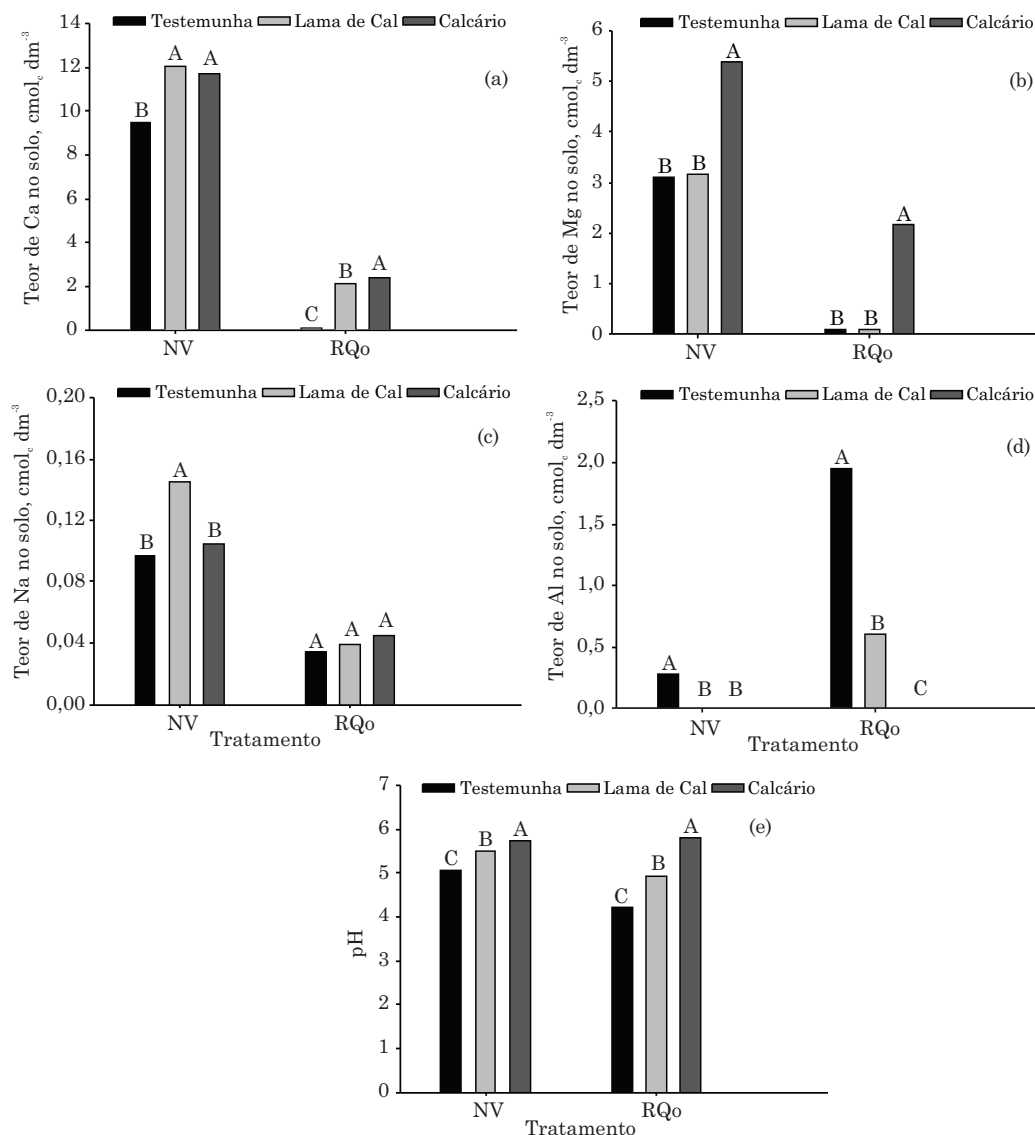 Testemunha Lama de Cal Calcário
Teor de Ca no solo, cmolc dm-3
14
12
10
8
6
4
2
0
B
A
A
C
B
A
(a)
NV
RQo
Testemunha Lama de Cal Calcário
Teor de Mg no solo, cmolc dm-3
6
5
4
3
2
1
0
B
B
A
B
B
A
(b)
NV
RQo
Testemunha Lama de Cal Calcário
Teor de Na no solo, cmolc dm-3
0,20
0,16
0,12
0,08
0,04
0,00
B
A
B
A
A
A
(c)
NV
RQo
Tratamento
Testemunha Lama de Cal Calcário
Teor de Al no solo, cmolc dm-3
2,5
2,0
1,5
1,0
0,5
0,0
A
B
B
A
B
C
(d)
NV
RQo
Tratamento
Testemunha Lama de Cal Calcário
pH
7
6
5
4
3
2
1
0
C
B
A
C
B
A
(e)
NV
RQo
Tratamento